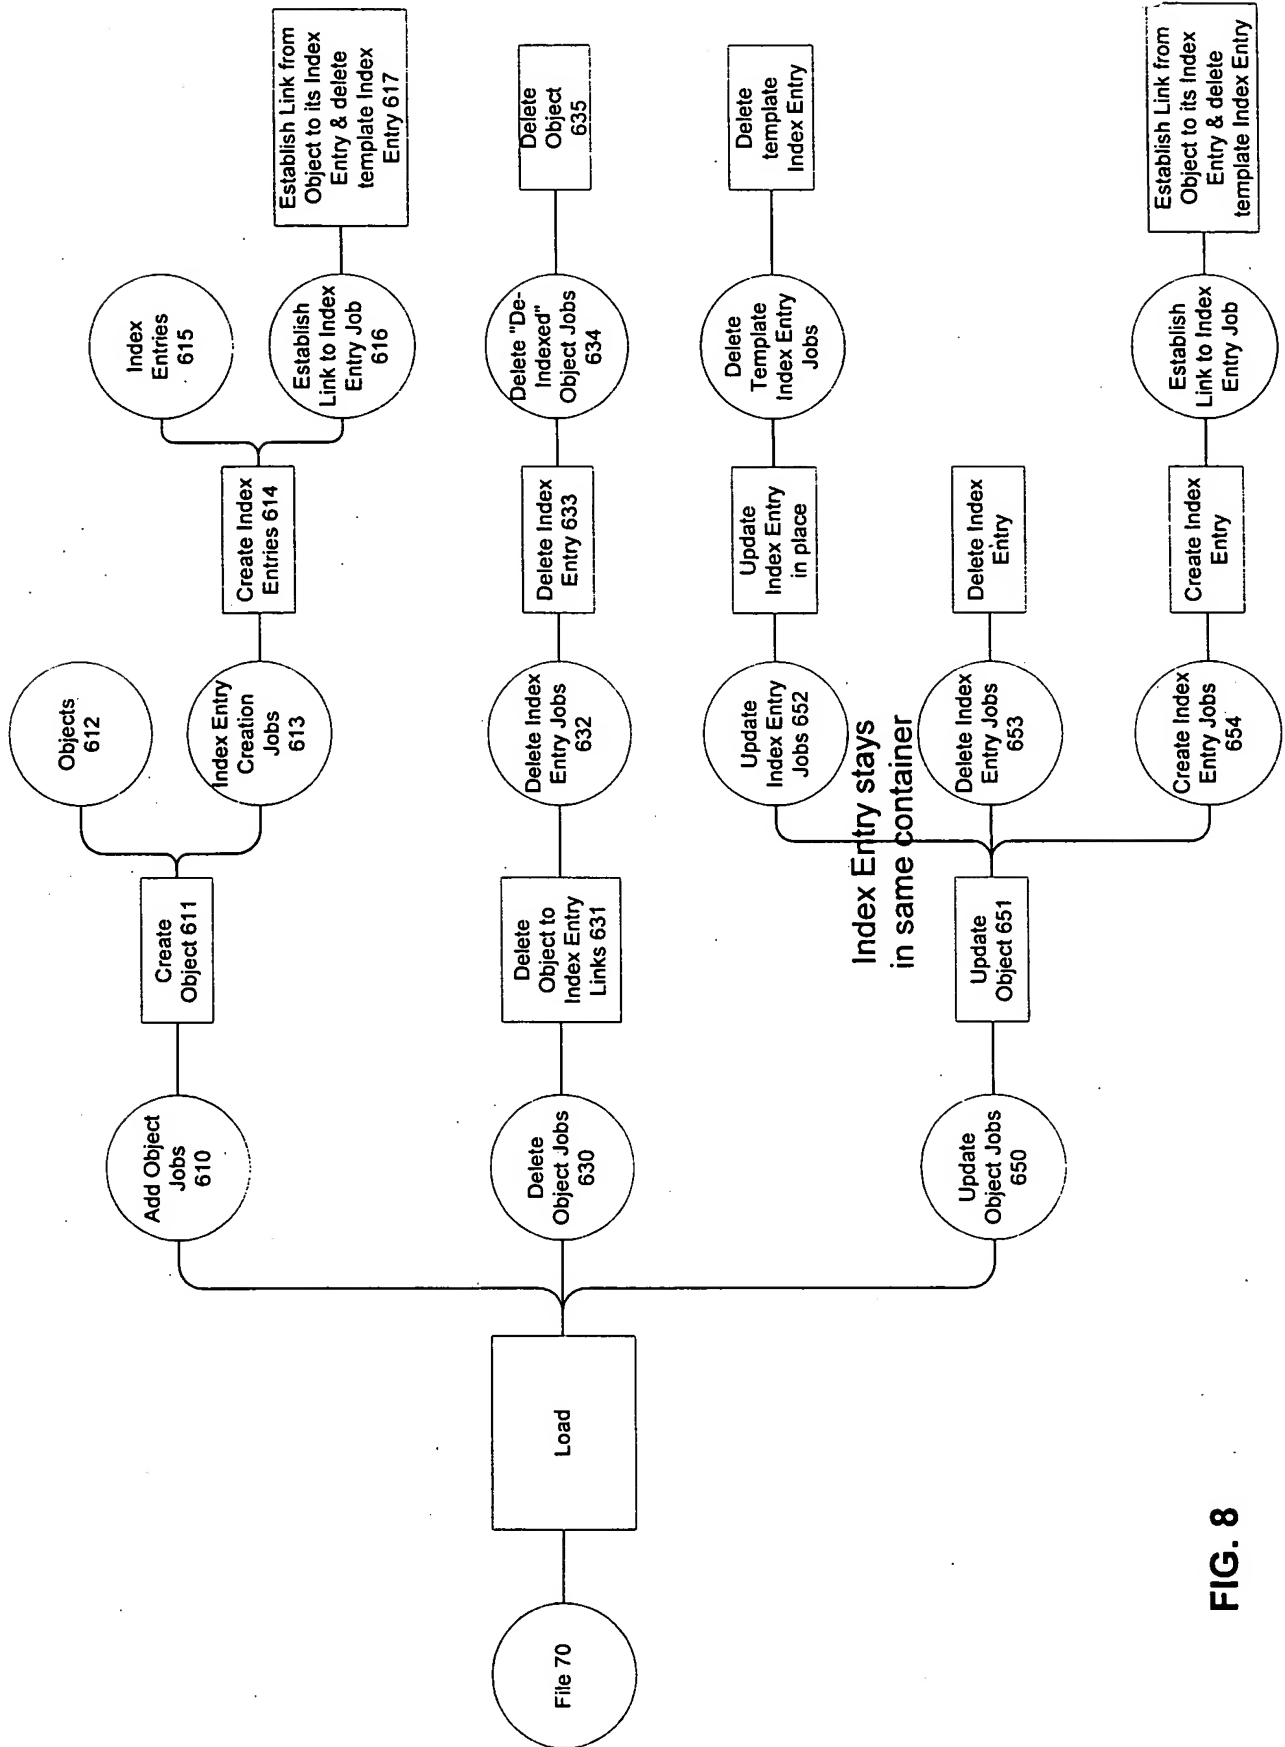 File 70
Load
Add Object
Jobs
610
Create
Object 611
Objects
612
Index Entry
Creation
Jobs
613
Create Index
Entries 614
Index
Entries
615
Establish
Link to Index
Entry Job
616
Establish Link from
Object to its Index
Entry & delete
template Index
Entry 617
Delete
Object Jobs
630
Delete
Object to
Index Entry
Links 631
Delete Index
Entry Jobs
632
Delete Index
Entry 633
Delete "De-
Indexed"
Object Jobs
634
Delete
Object
635
Update
Object Jobs
650
Update
Object 651
Index Entry stays
in same container
Update
Index Entry
Jobs 652
Update
Index Entry
in place
Delete
Template
Index Entry
Jobs
Delete
template
Index Entry
Delete Index
Entry Jobs
653
Delete Index
Entry
Create Index
Entry Jobs
654
Create Index
Entry
Establish
Link to Index
Entry Job
Establish Link from
Object to its Index
Entry & delete
template Index Entry
FIG. 8